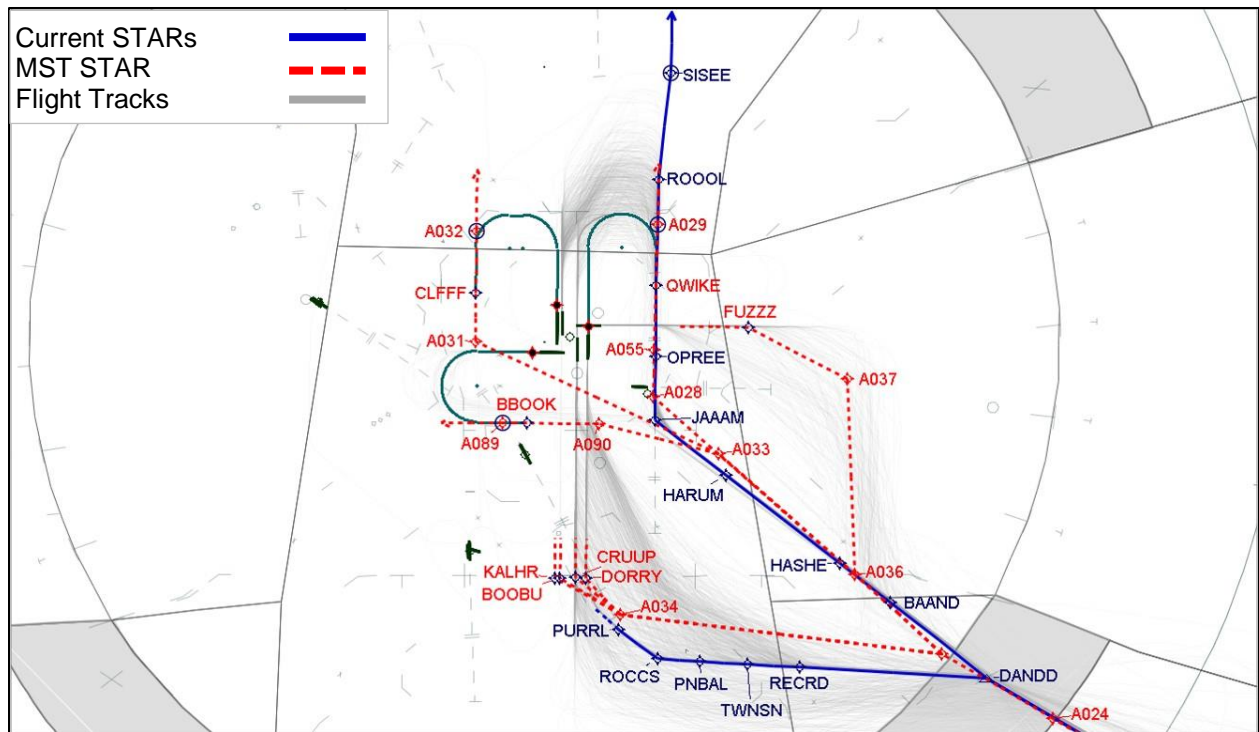 Current STARs
MST STAR
Flight Tracks
SISEE
ROOOL
A032
A029
CLFFF
QWIKE
FUZZZ
A031
A055
OPREE
A037
A028
BBOOK
JAAAM
A089
A090
A033
HARUM
HASHE
CRUUP
KALHR
DORRY
A036
BOOBU
A034
BAAND
PURRL
ROCCS
PNBAL
RECRD
DANDD
TWNSN
A024